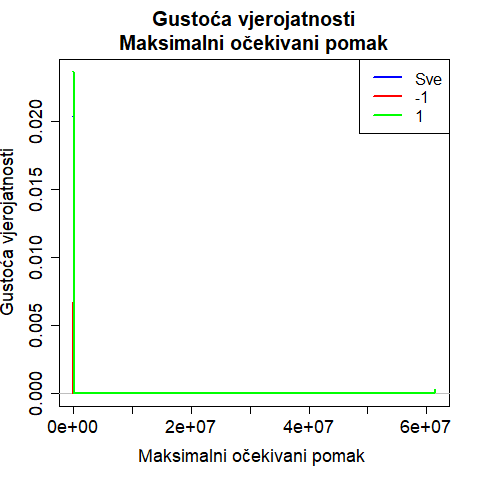 Gustoća vjerojatnosti
Maksimalni očekivani pomak
Sve
-1
1
Gustoća vjerojatnosti
0.020
0.015
0.010
0.005
0.000
0e+00 2e+07 4e+07 6e+07
Maksimalni očekivani pomak